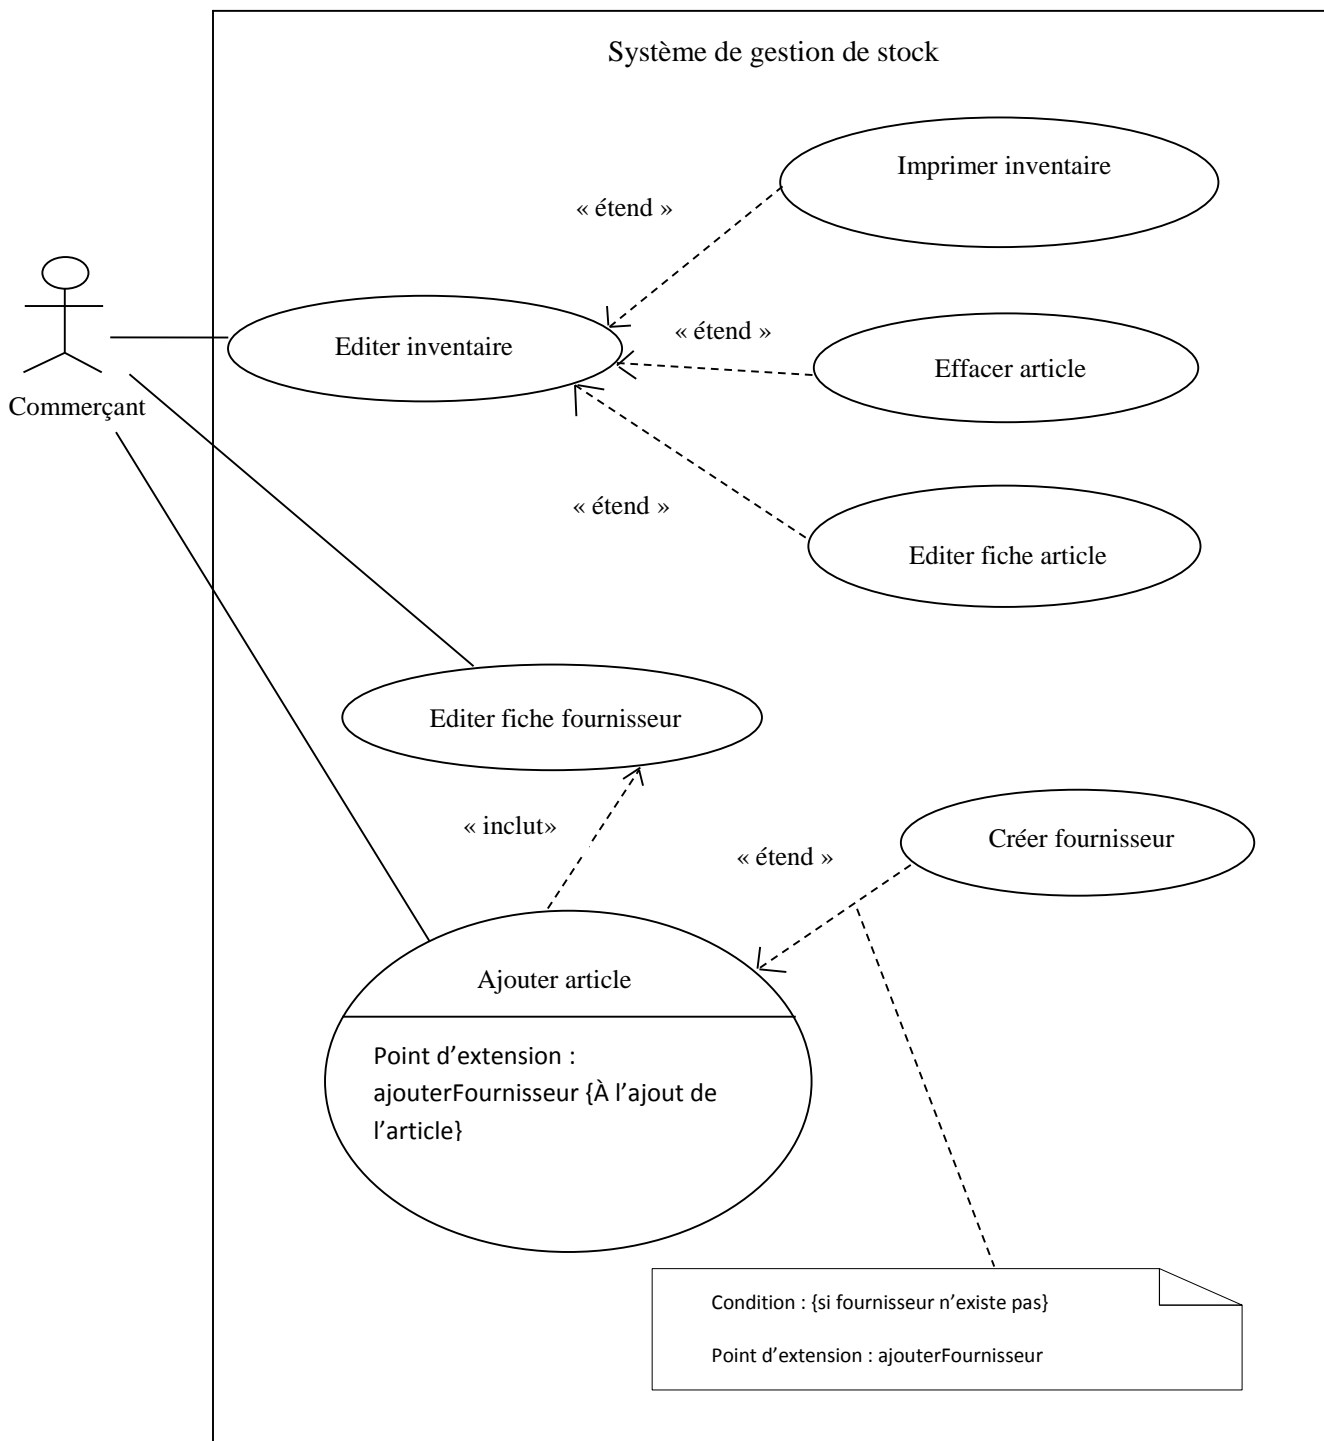 Système de gestion de stock
Imprimer inventaire
« étend »
« étend »
Editer inventaire
Effacer article
Commerçant
« étend »
Editer fiche article
Editer fiche fournisseur
« inclut»
Créer fournisseur
« étend »
Ajouter article
Point d’extension :
ajouterFournisseur {À l’ajout de
l’article}
Condition : {si fournisseur n’existe pas}
Point d’extension : ajouterFournisseur